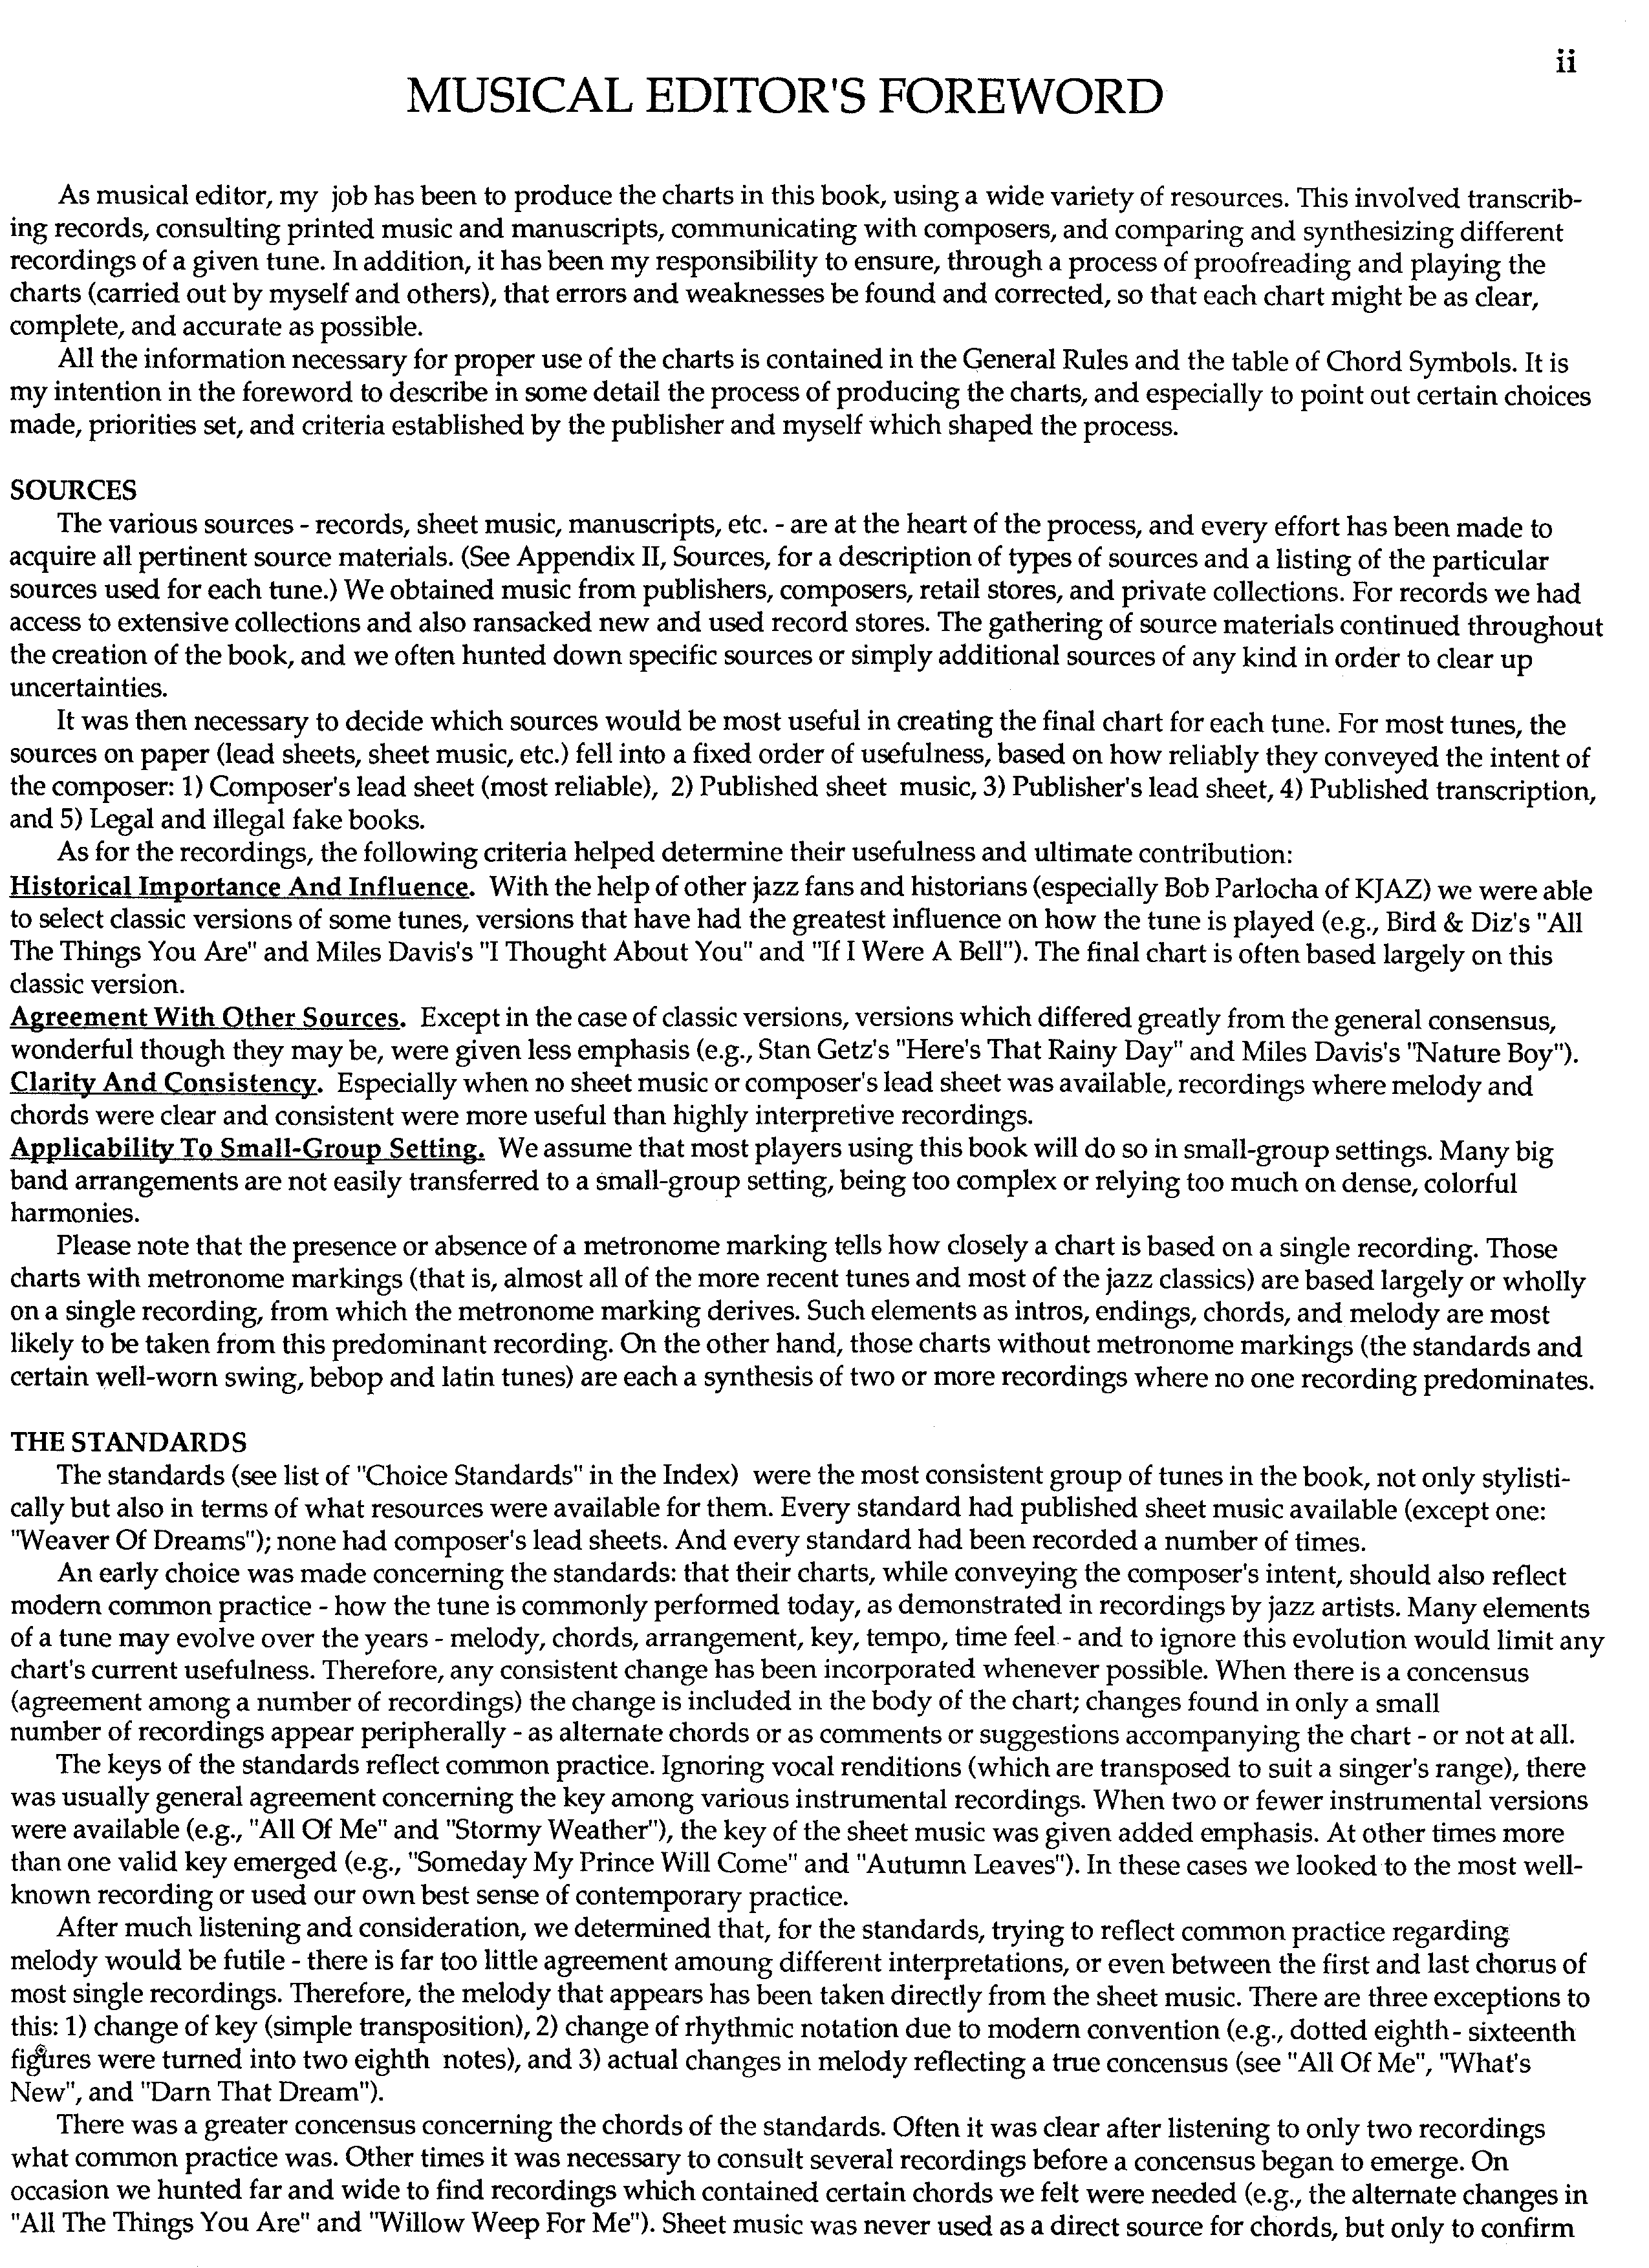 ii
MUSICAL EDITOR'S FOREWORD
As musical editor, my job has been to produce the charts in this book, using a wide variety of resources. This involved transcrib-
ing records, consulting printed music and manuscripts, communicating with composers, and comparing and synthesizing different
recordings of a given tune. In addition, it has been my responsibility to ensure, through a process of proofreading and playing the
charts (carried out by myself and others), that errors and weaknesses be found and corrected, so that each chart might be as clear,
complete, and accurate as possible.
All the information necessary for proper use of the charts is contained in the General Rules and the table of Chord Symbols. It is
my intention in the foreword to describe in some detail the process of producing the charts, and especially to point out certain choices
made, priorities set, and criteria established by the publisher and myself which shaped the process.
SOURCES
The various sources - records, sheet music, manuscripts, etc. - are at the heart of the process, and every effort has been made to
acquire all pertinent source materials. (See Appendix II, Sources, for a description of types of sources and a listing of the particular
sources used for each tune.) We obtained music from publishers, composers, retail stores, and private collections. For records we had
access to extensive collections and also ransacked new and used record stores. The gathering of source materials continued throughout
the creation of the book, and we often hunted down specific sources or simply additional sources of any kind in order to clear up
uncertainties.
It was then necessary to decide which sources would be most useful in creating the final chart for each tune. For most tunes, the
sources on paper (lead sheets, sheet music, etc.) fell into a fixed order of usefulness, based on how reliably they conveyed the intent of
the composer: 1) Composer's lead sheet (most reliable), 2) Published sheet music, 3) Publisher's lead sheet, 4) Published transcription,
and 5) Legal and illegal fake books.
As for the recordings, the following criteria helped determine their usefulness and ultimate contribution:
Historical Importance And Influence. With the help of other jazz fans and historians (especially Bob Parlocha of KJAZ) we were able
to select classic versions of some tunes, versions that have had the greatest influence on how the tune is played (e.g., Bird & Diz's "All
The Things You Are" and Miles Davis's "I Thought About You" and "If I Were A Bell"). The final chart is often based largely on this
classic version.
Agreement With Other Sources. Except in the case of classic versions, versions which differed greatly from the general consensus,
wonderful though they may be, were given less emphasis (e.g., Stan Getz's "Here's That Rainy Day" and Miles Davis's "Nature Boy").
Clarity And Consistency. Especially when no sheet music or composer's lead sheet was available, recordings where melody and
chords were clear and consistent were more useful than highly interpretive recordings.
Applicability To Small-Group Setting. We assume that most players using this book will do so in small-group settings. Many big
band arrangements are not easily transferred to a small-group setting, being too complex or relying too much on dense, colorful
harmonies.
Please note that the presence or absence of a metronome marking tells how closely a chart is based on a single recording. Those
charts with metronome markings (that is, almost all of the more recent tunes and most of the jazz classics) are based largely or wholly
on a single recording, from which the metronome marking derives. Such elements as intros, endings, chords, and melody are most
likely to be taken from this predominant recording. On the other hand, those charts without metronome markings (the standards and
certain well-worn swing, bebop and latin tunes) are each a synthesis of two or more recordings where no one recording predominates.
THE STANDARDS
The standards (see list of "Choice Standards" in the Index) were the most consistent group of tunes in the book, not only stylisti-
cally but also in terms of what resources were available for them. Every standard had published sheet music available (except one:
"Weaver Of Dreams"); none had composer's lead sheets. And every standard had been recorded a number of times.
An early choice was made concerning the standards: that their charts, while conveying the composer's intent, should also reflect
modern common practice - how the tune is commonly performed today, as demonstrated in recordings by jazz artists. Many elements
of a tune may evolve over the years - melody, chords, arrangement, key, tempo, time feel - and to ignore this evolution would limit any
chart's current usefulness. Therefore, any consistent change has been incorporated whenever possible. When there is a concensus
(agreement among a number of recordings) the change is included in the body of the chart; changes found in only a small
number of recordings appear peripherally - as alternate chords or as comments or suggestions accompanying the chart - or not at all.
The keys of the standards reflect common practice. Ignoring vocal renditions (which are transposed to suit a singer's range), there
was usually general agreement concerning the key among various instrumental recordings. When two or fewer instrumental versions
were available (e.g., "All Of Me" and "Stormy Weather"), the key of the sheet music was given added emphasis. At other times more
than one valid key emerged (e.g., "Someday My Prince Will Come" and "Autumn Leaves"). In these cases we looked to the most well-
known recording or used our own best sense of contemporary practice.
After much listening and consideration, we determined that, for the standards, trying to reflect common practice regarding
melody would be futile - there is far too little agreement amoung different interpretations, or even between the first and last chorus of
most single recordings. Therefore, the melody that appears has been taken directly from the sheet music. There are three exceptions to
this: 1) change of key (simple transposition), 2) change of rhythmic notation due to modern convention (e.g., dotted eighth- sixteenth
figures were turned into two eighth notes), and 3) actual changes in melody reflecting a true concensus (see "All Of Me", "What's
New", and "Darn That Dream").
There was a greater concensus concerning the chords of the standards. Often it was clear after listening to only two recordings
what common practice was. Other times it was necessary to consult several recordings before a concensus began to emerge. On
occasion we hunted far and wide to find recordings which contained certain chords we felt were needed (e.g., the alternate changes in
"All The Things You Are" and "Willow Weep For Me"). Sheet music was never used as a direct source for chords, but only to confirm